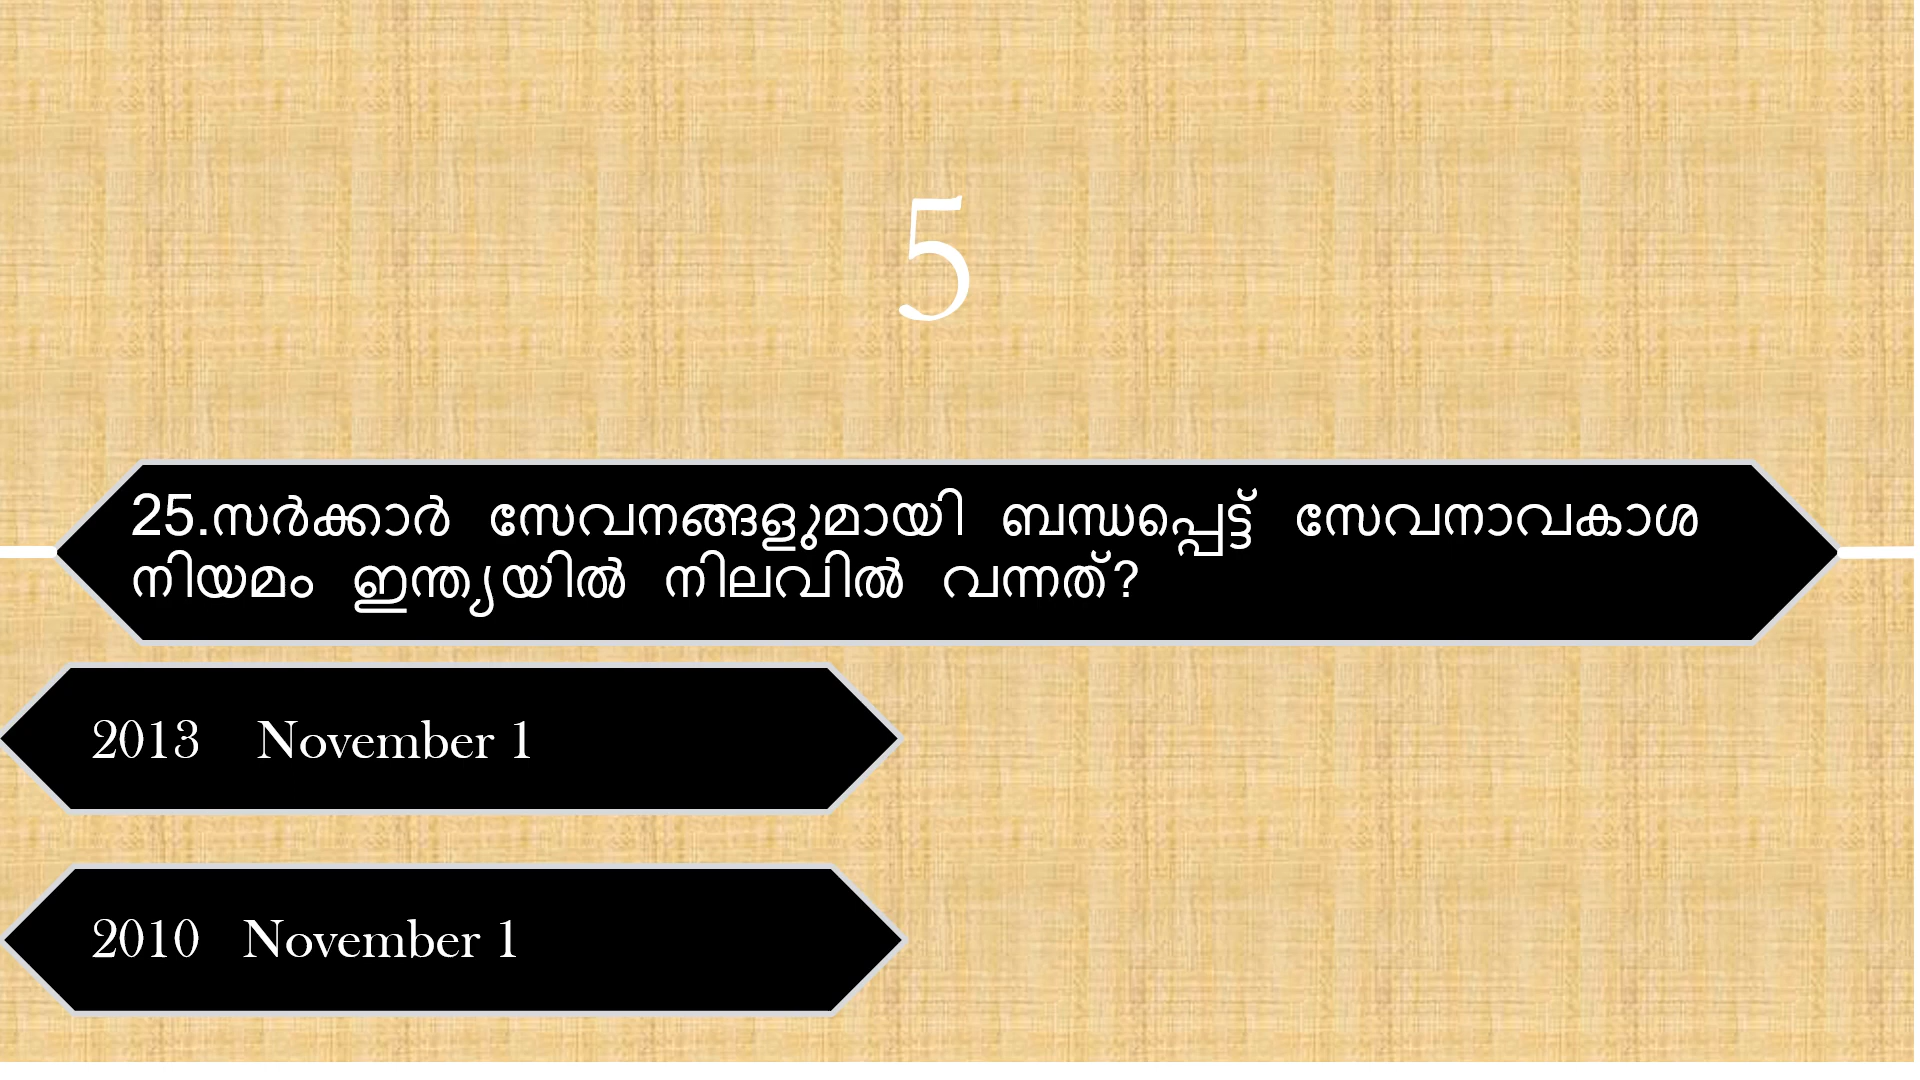 5
25.സർക്കാർ സേവനങ്ങളുമായി ബന്ധപ്പെട്ട് സേവനാവകാശ
നിയമം ഇന്ത്യയിൽ നിലവിൽ വന്നത്?
2013 November 1
2010 November 1